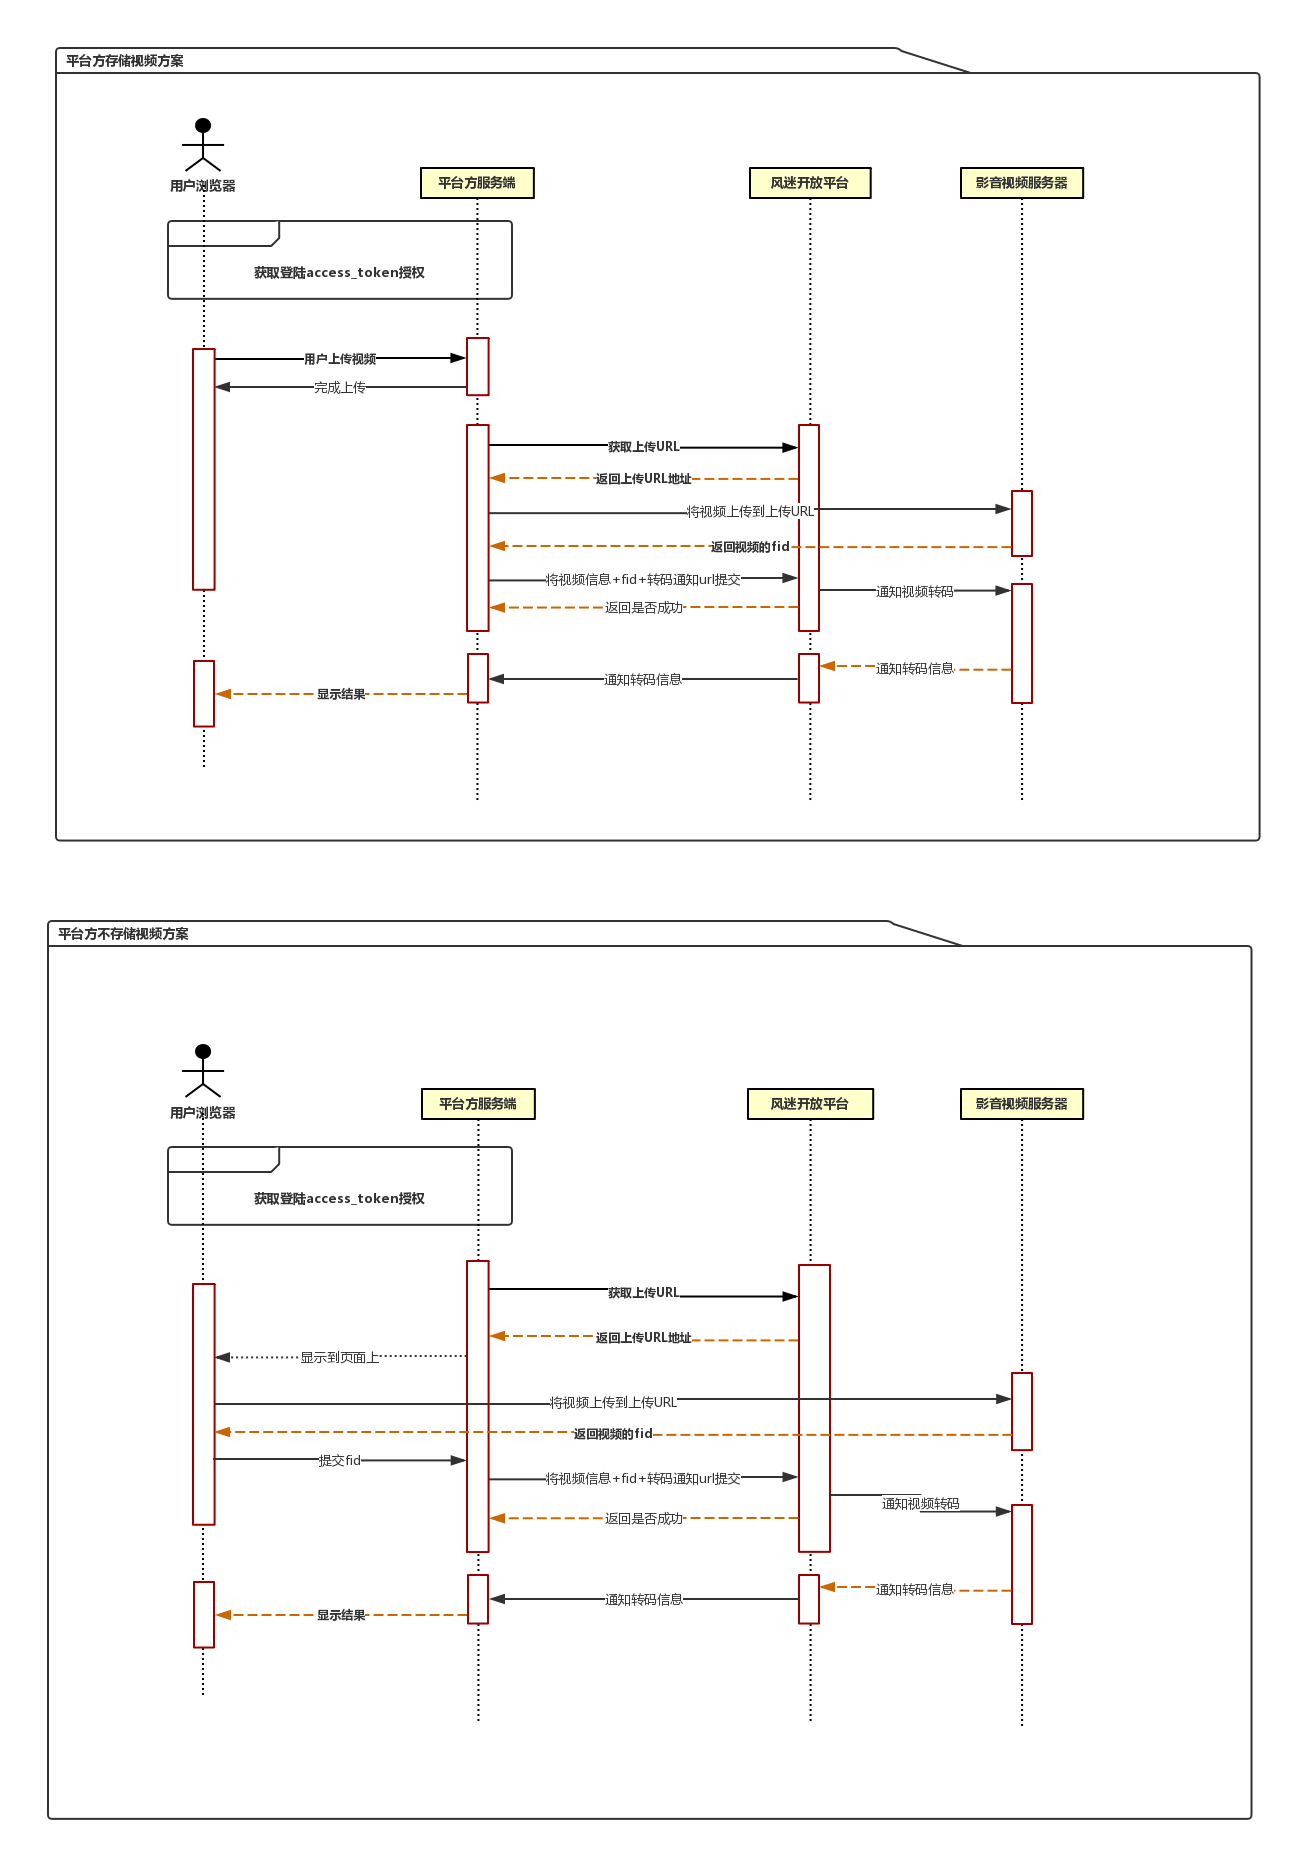 平台方存储视频方案
用户浏览器
平台方服务端
风迷开放平台
影音视频服务器
获取登陆access_token授权
用户上传视频
完成上传
获取上传URL
返回上传URL地址
将视频上传到上传URL
返回视频的fid
将视频信息+fid+转码通知url提交
通知视频转码
返回是否成功
通知转码信息
通知转码信息
显示结果
平台方不存储视频方案
用户浏览器
平台方服务端
风迷开放平台
影音视频服务器
获取登陆access_token授权
获取上传URL
返回上传URL地址
显示到页面上
将视频上传到上传URL
返回视频的fid
提交fid
将视频信息+fid+转码通知url提交
通知视频转码
返回是否成功
通知转码信息
通知转码信息
显示结果